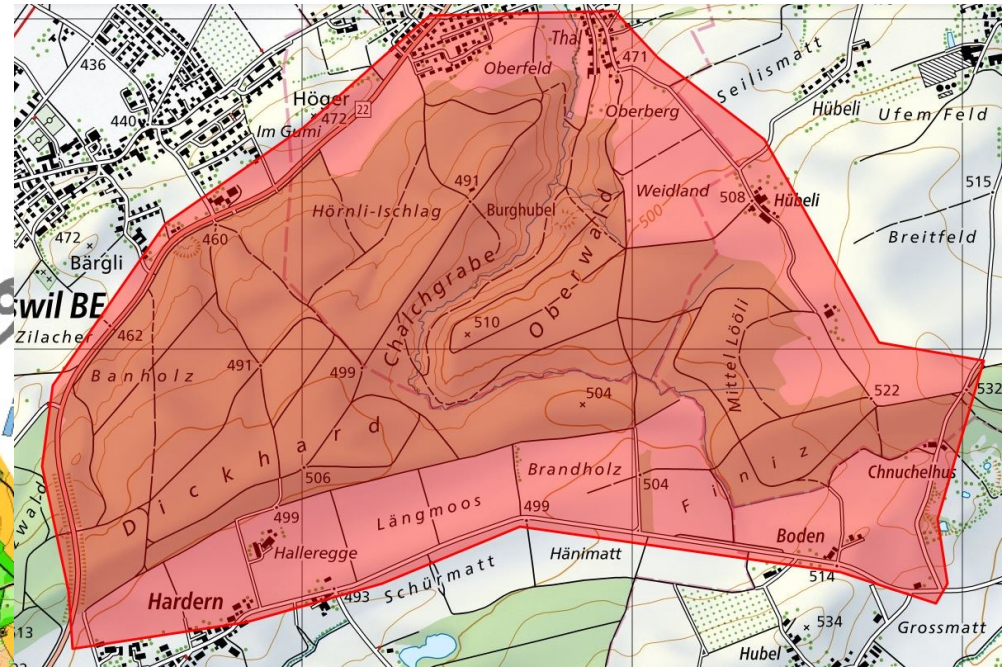 436
Thal
471
Oberfeld
Seilismatt
Höger
472
22
Oberberg
Hübeli
Ufem Feld
440
Im Gumi
491
Weidland
508
Hübeli
515
Hörnli-Ischlag
Burghubel
500
472
460
Breitfeld
Bärgli
Chalchgrabe
Oberwald
swil BE
Zilacher
462
510
Mittel Lööli
Banholz
491
499
504
522
532
Dickhard
506
Brandholz
504
Finiz
Chnuchelhus
zwald
499
Längmoos
499
Halleregge
Hänimatt
Boden
Schürmatt
514
Hardern
493
513
534
Grossmatt
Hubel